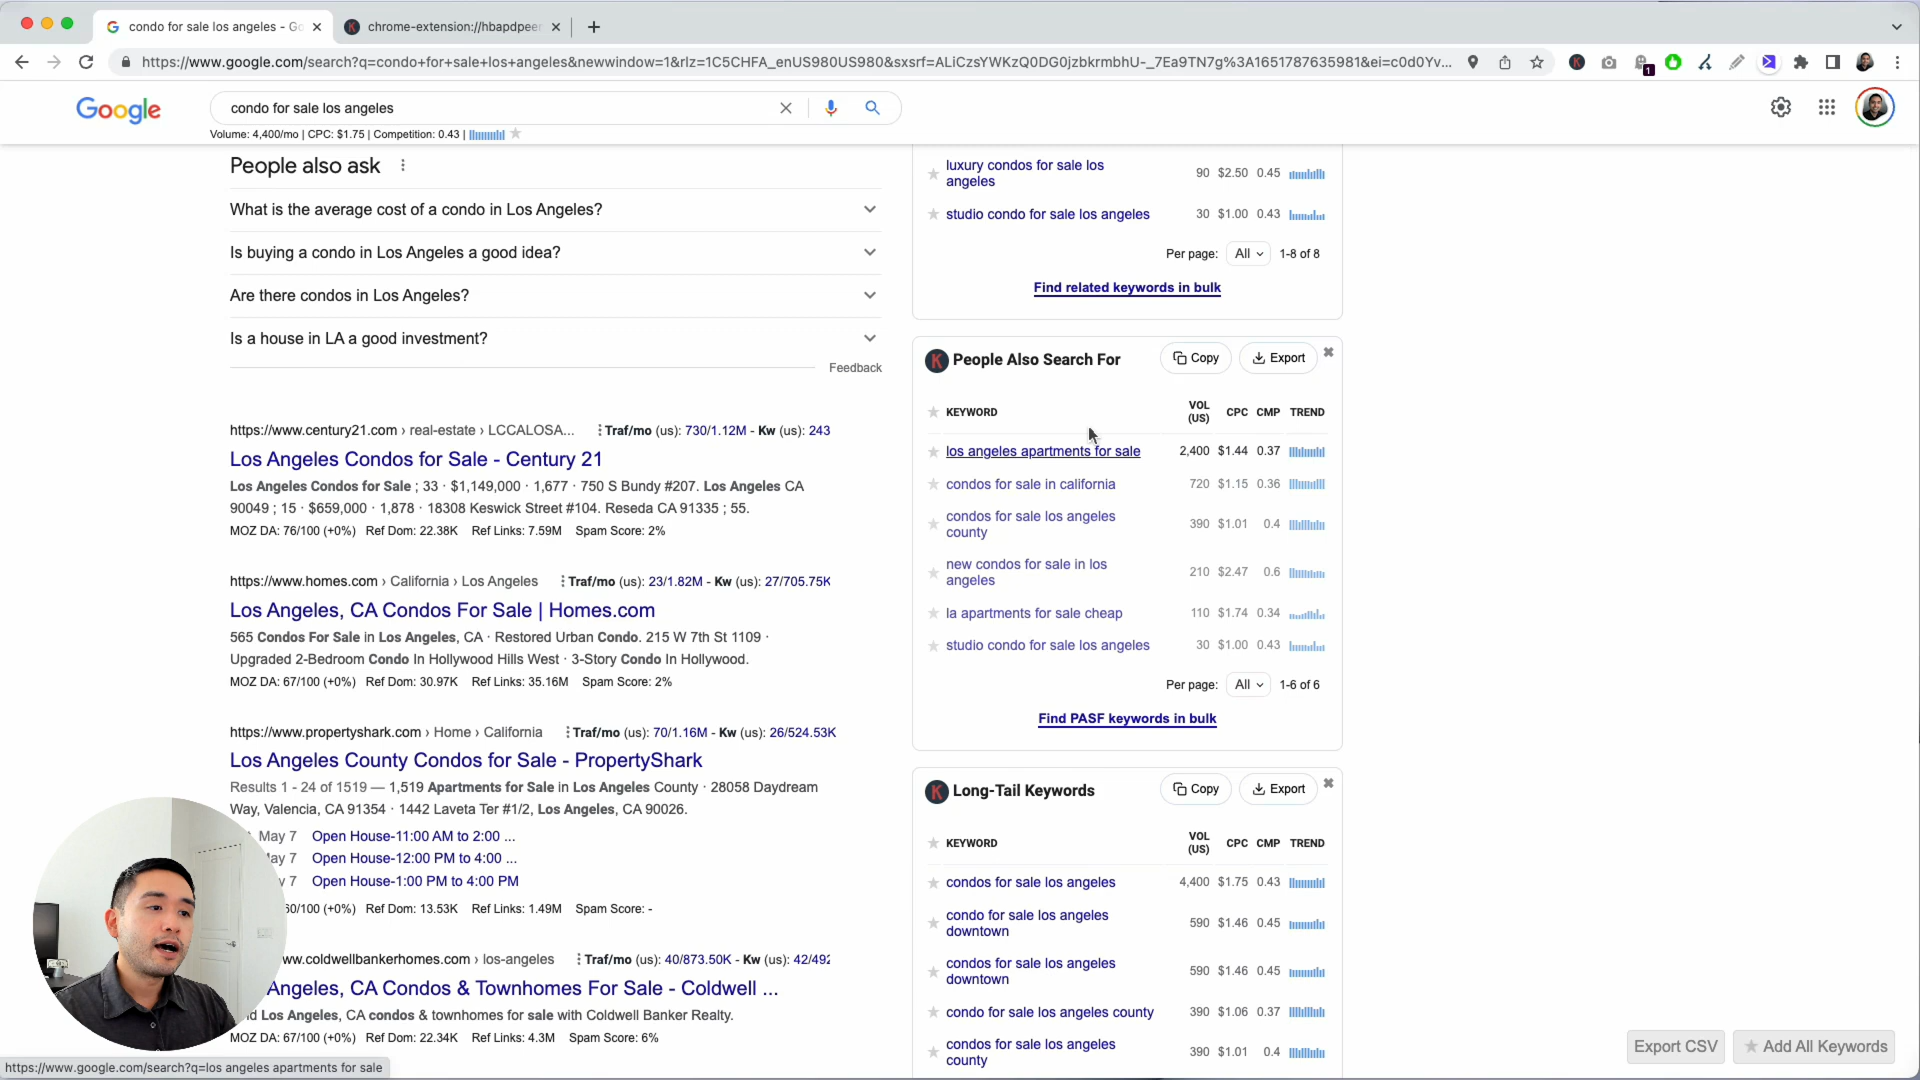 condo for sale los angeles - Go
chrome-extension://hbapdpeer
https://www.google.com/search?q=condo+for+sale+los+angeles&newwindow=1&rlz=1C5CHFA_enUS980US980&sxsrf=ALiCzsYWKzQ0DG0jzbkrmbhU-_7Ea9TN7g%3A1651787635981&ei=c0d0Yv...
1
Google
condo for sale los angeles
Volume: 4,400/mo | CPC: $1.75 | Competition: 0.43 |
People also ask
What is the average cost of a condo in Los Angeles?
Is buying a condo in Los Angeles a good idea?
Are there condos in Los Angeles?
Is a house in LA a good investment?
Feedback
https://www.century21.com › real-estate › LCCALOSA... Traf/mo (us): 730/1.12M - Kw (us): 243
Los Angeles Condos for Sale - Century 21
Los Angeles Condos for Sale ; 33 · $1,149,000 · 1,677 · 750 S Bundy #207. Los Angeles CA
90049 ; 15 · $659,000 · 1,878 · 18308 Keswick Street #104. Reseda CA 91335 ; 55.
MOZ DA: 76/100 (+0%) Ref Dom: 22.38K Ref Links: 7.59M Spam Score: 2%
https://www.homes.com › California › Los Angeles Traf/mo (us): 23/1.82M - Kw (us): 27/705.75K
Los Angeles, CA Condos For Sale | Homes.com
565 Condos For Sale in Los Angeles, CA · Restored Urban Condo. 215 W 7th St 1109 ·
Upgraded 2-Bedroom Condo In Hollywood Hills West · 3-Story Condo In Hollywood.
MOZ DA: 67/100 (+0%) Ref Dom: 30.97K Ref Links: 35.16M Spam Score: 2%
https://www.propertyshark.com › Home › California Traf/mo (us): 70/1.16M - Kw (us): 26/524.53K
Los Angeles County Condos for Sale - PropertyShark
Results 1 - 24 of 1519 — 1,519 Apartments for Sale in Los Angeles County · 28058 Daydream
Way, Valencia, CA 91354 · 1442 Laveta Ter #1/2, Los Angeles, CA 90026.
May 7 Open House-11:00 AM to 2:00 ...
ay 7 Open House-12:00 PM to 4:00 ...
7 Open House-1:00 PM to 4:00 PM
60/100 (+0%) Ref Dom: 13.53K Ref Links: 1.49M Spam Score: -
ww.coldwellbankerhomes.com › los-angeles Traf/mo (us): 40/873.50K - Kw (us): 42/492
Angeles, CA Condos & Townhomes For Sale - Coldwell ...
d Los Angeles, CA condos & townhomes for sale with Coldwell Banker Realty.
MOZ DA: 67/100 (+0%) Ref Dom: 22.34K Ref Links: 4.3M Spam Score: 6%
https://www.google.com/search?q=los angeles apartments for sale
luxury condos for sale los
angeles 90 $2.50 0.45
studio condo for sale los angeles 30 $1.00 0.43
Per page: All 1-8 of 8
Find related keywords in bulk
K People Also Search For Copy Export
KEYWORD VOL (US) CPC CMP TREND
los angeles apartments for sale 2,400 $1.44 0.37
condos for sale in california 720 $1.15 0.36
condos for sale los angeles
county 390 $1.01 0.4
new condos for sale in los
angeles 210 $2.47 0.6
la apartments for sale cheap 110 $1.74 0.34
studio condo for sale los angeles 30 $1.00 0.43
Per page: All 1-6 of 6
Find PASF keywords in bulk
K Long-Tail Keywords Copy Export
KEYWORD VOL (US) CPC CMP TREND
condos for sale los angeles 4,400 $1.75 0.43
condo for sale los angeles
downtown 590 $1.46 0.45
condos for sale los angeles
downtown 590 $1.46 0.45
condo for sale los angeles county 390 $1.06 0.37
condos for sale los angeles
county 390 $1.01 0.4
Export CSV
Add All Keywords